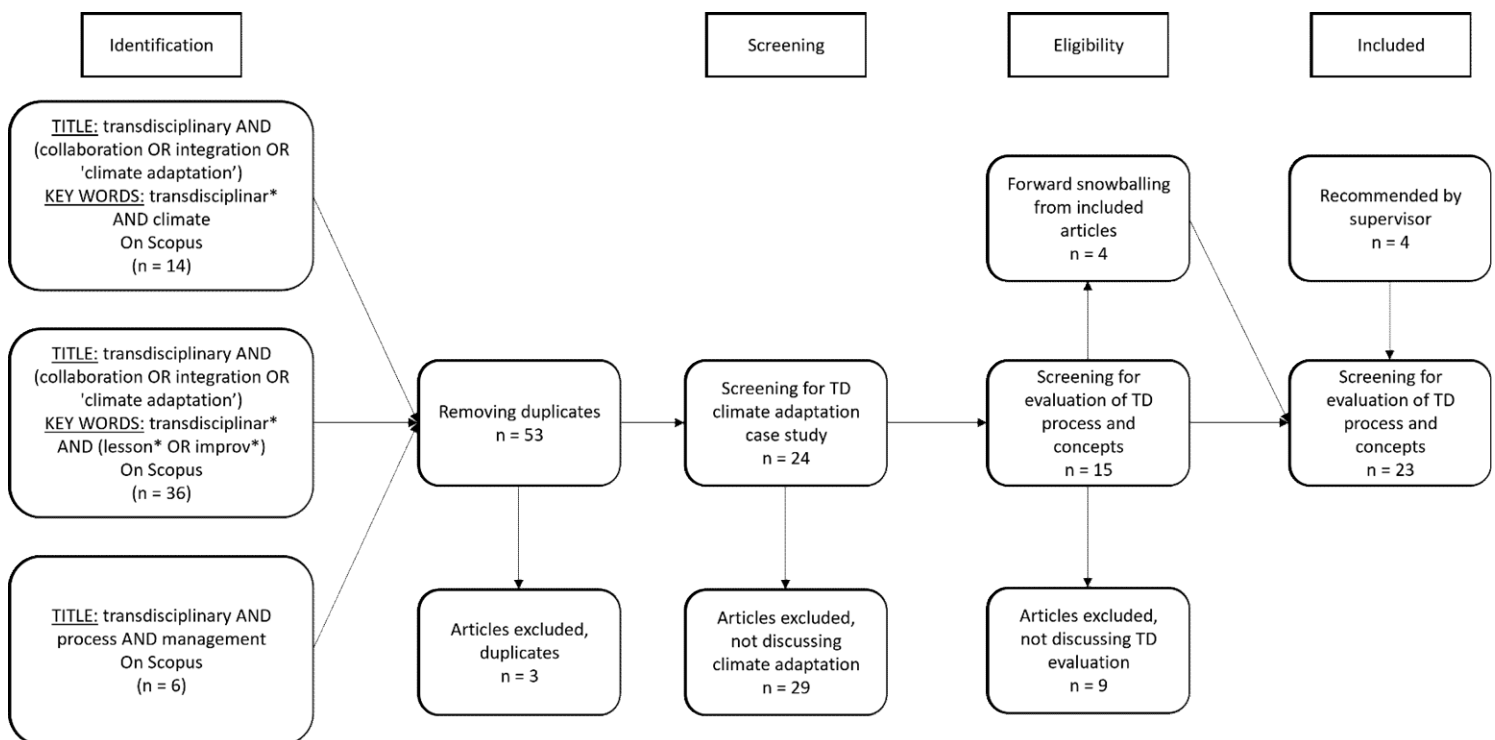 Identification
Screening
Eligibility
Included
TITLE: transdisciplinary AND
(collaboration OR integration OR
'climate adaptation’)
KEY WORDS: transdisciplinar*
AND climate
On Scopus
(n = 14)
TITLE: transdisciplinary AND
(collaboration OR integration OR
'climate adaptation’)
KEY WORDS: transdisciplinar*
AND (lesson* OR improv*)
On Scopus
(n = 36)
TITLE: transdisciplinary AND
process AND management
On Scopus
(n = 6)
Removing duplicates
n = 53
Articles excluded,
duplicates
n = 3
Screening for TD
climate adaptation
case study
n = 24
Articles excluded,
not discussing
climate adaptation
n = 29
Forward snowballing
from included
articles
n = 4
Screening for
evaluation of TD
process and
concepts
n = 15
Articles excluded,
not discussing TD
evaluation
n = 9
Recommended by
supervisor
n = 4
Screening for
evaluation of TD
process and
concepts
n = 23